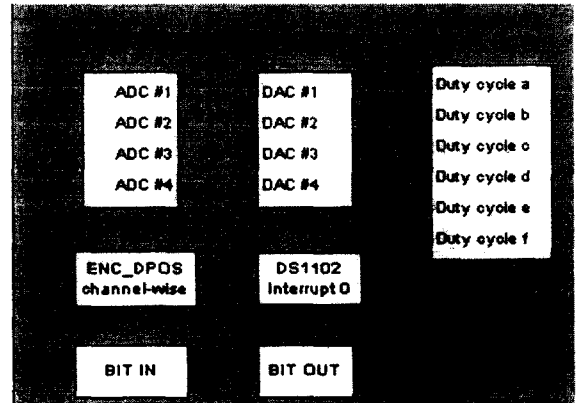 ADC #1
ADC #2
ADC #3
ADC #4
DAC #1
DAC #2
DAC #3
DAC #4
Duty cycle a
Duty cycle b
Duty cycle c
Duty cycle d
Duty cycle e
Duty cycle f
ENC_DPOS
channel-wise
DS1102
Interrupt 0
BIT IN
BIT OUT